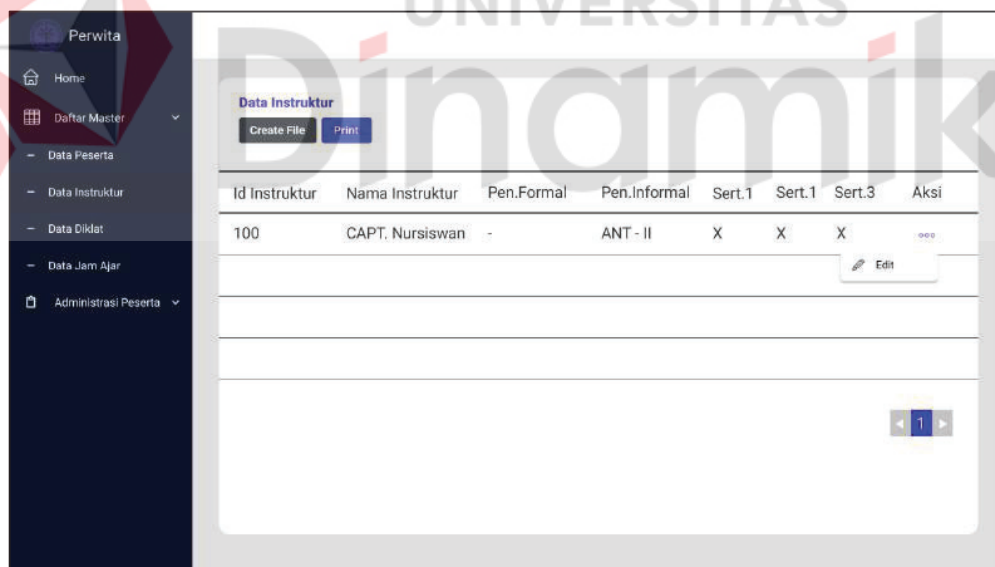 UNIVERSITAS
Dinamik
Perwita
Home
Daftar Master
- Data Peserta
- Data Instruktur
- Data Diklat
- Data Jam Ajar
Administrasi Peserta
Data Instruktur
Create File Print
Id Instruktur Nama Instruktur Pen.Formal Pen.Informal Sert.1 Sert.1 Sert.3 Aksi
100 CAPT. Nursiswan - ANT - II X X X
Edit
1